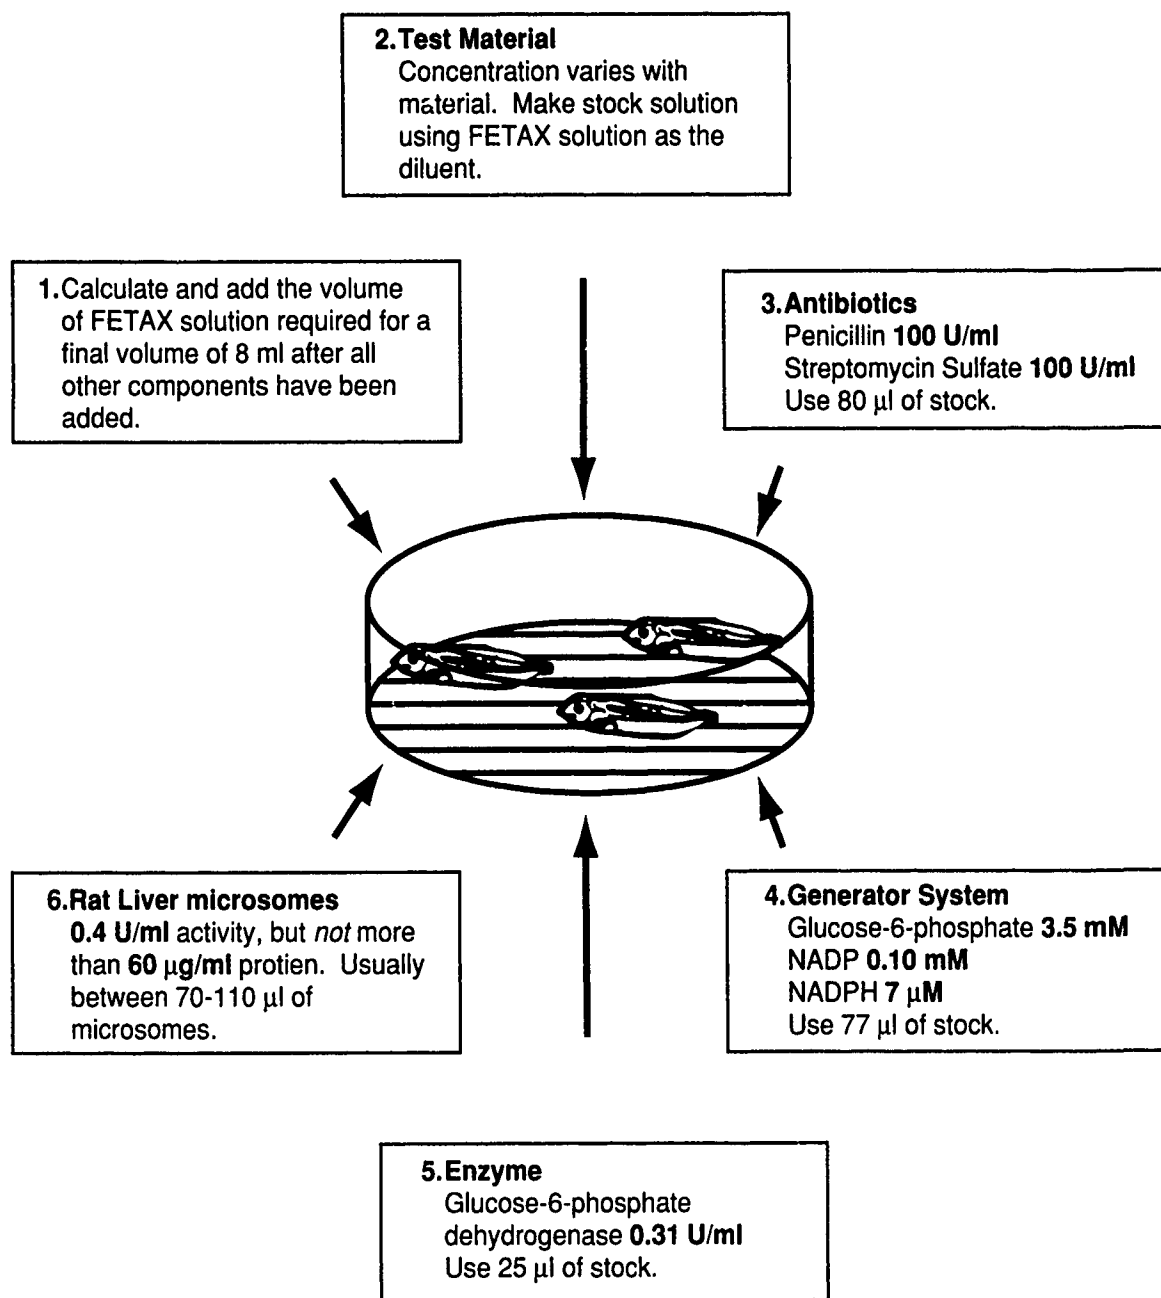 2.Test Material
Concentration varies with
material. Make stock solution
using FETAX solution as the
diluent.
1.Calculate and add the volume
of FETAX solution required for a
final volume of 8 ml after all
other components have been
added.
3.Antibiotics
Penicillin 100 U/ml
Streptomycin Sulfate 100 U/ml
Use 80 µl of stock.
6.Rat Liver microsomes
0.4 U/ml activity, but not more
than 60 µg/ml protien. Usually
between 70-110 µl of
microsomes.
4.Generator System
Glucose-6-phosphate 3.5 mM
NADP 0.10 mM
NADPH 7 µM
Use 77 µl of stock.
5.Enzyme
Glucose-6-phosphate
dehydrogenase 0.31 U/ml
Use 25 µl of stock.